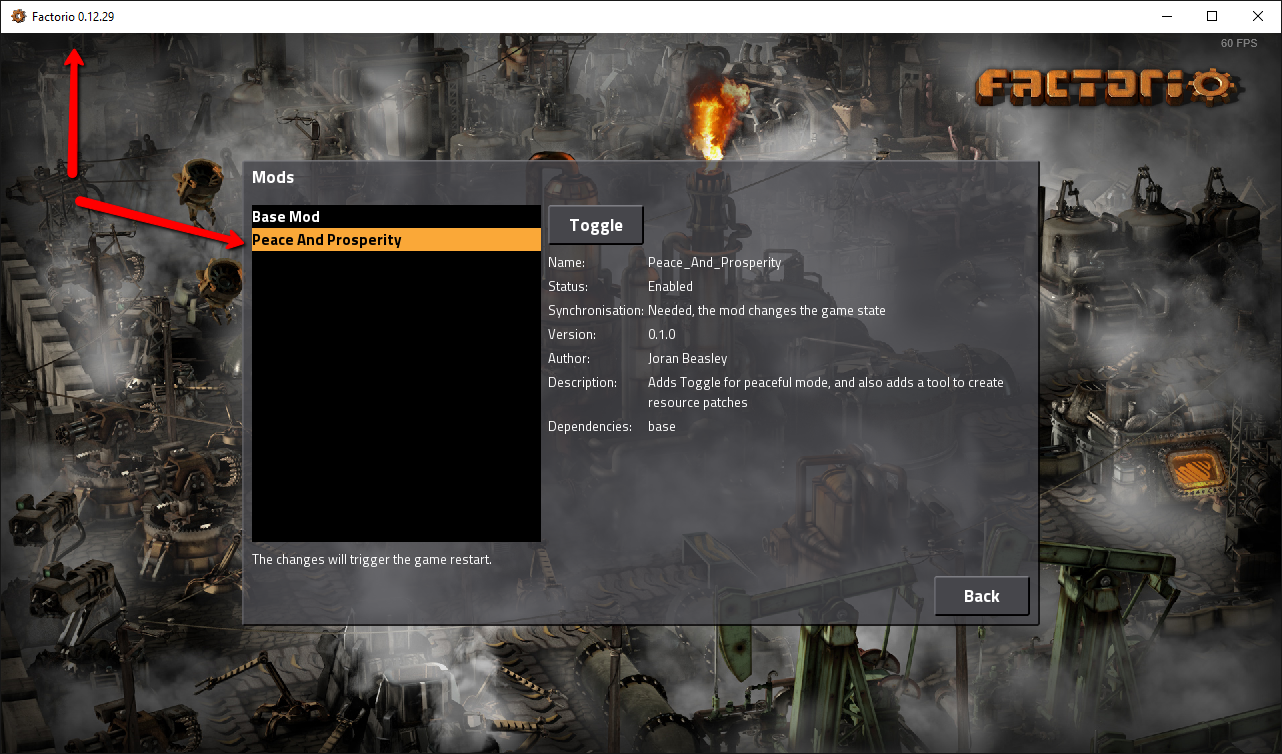 Factorio 0.12.29
60 FPS
FACTORIO
Mods
Base Mod
Peace And Prosperity
Toggle
Name: Peace_And_Prosperity
Status: Enabled
Synchronisation: Needed, the mod changes the game state
Version: 0.1.0
Author: Joran Beasley
Description: Adds Toggle for peaceful mode, and also adds a tool to create
resource patches
Dependencies: base
The changes will trigger the game restart.
Back